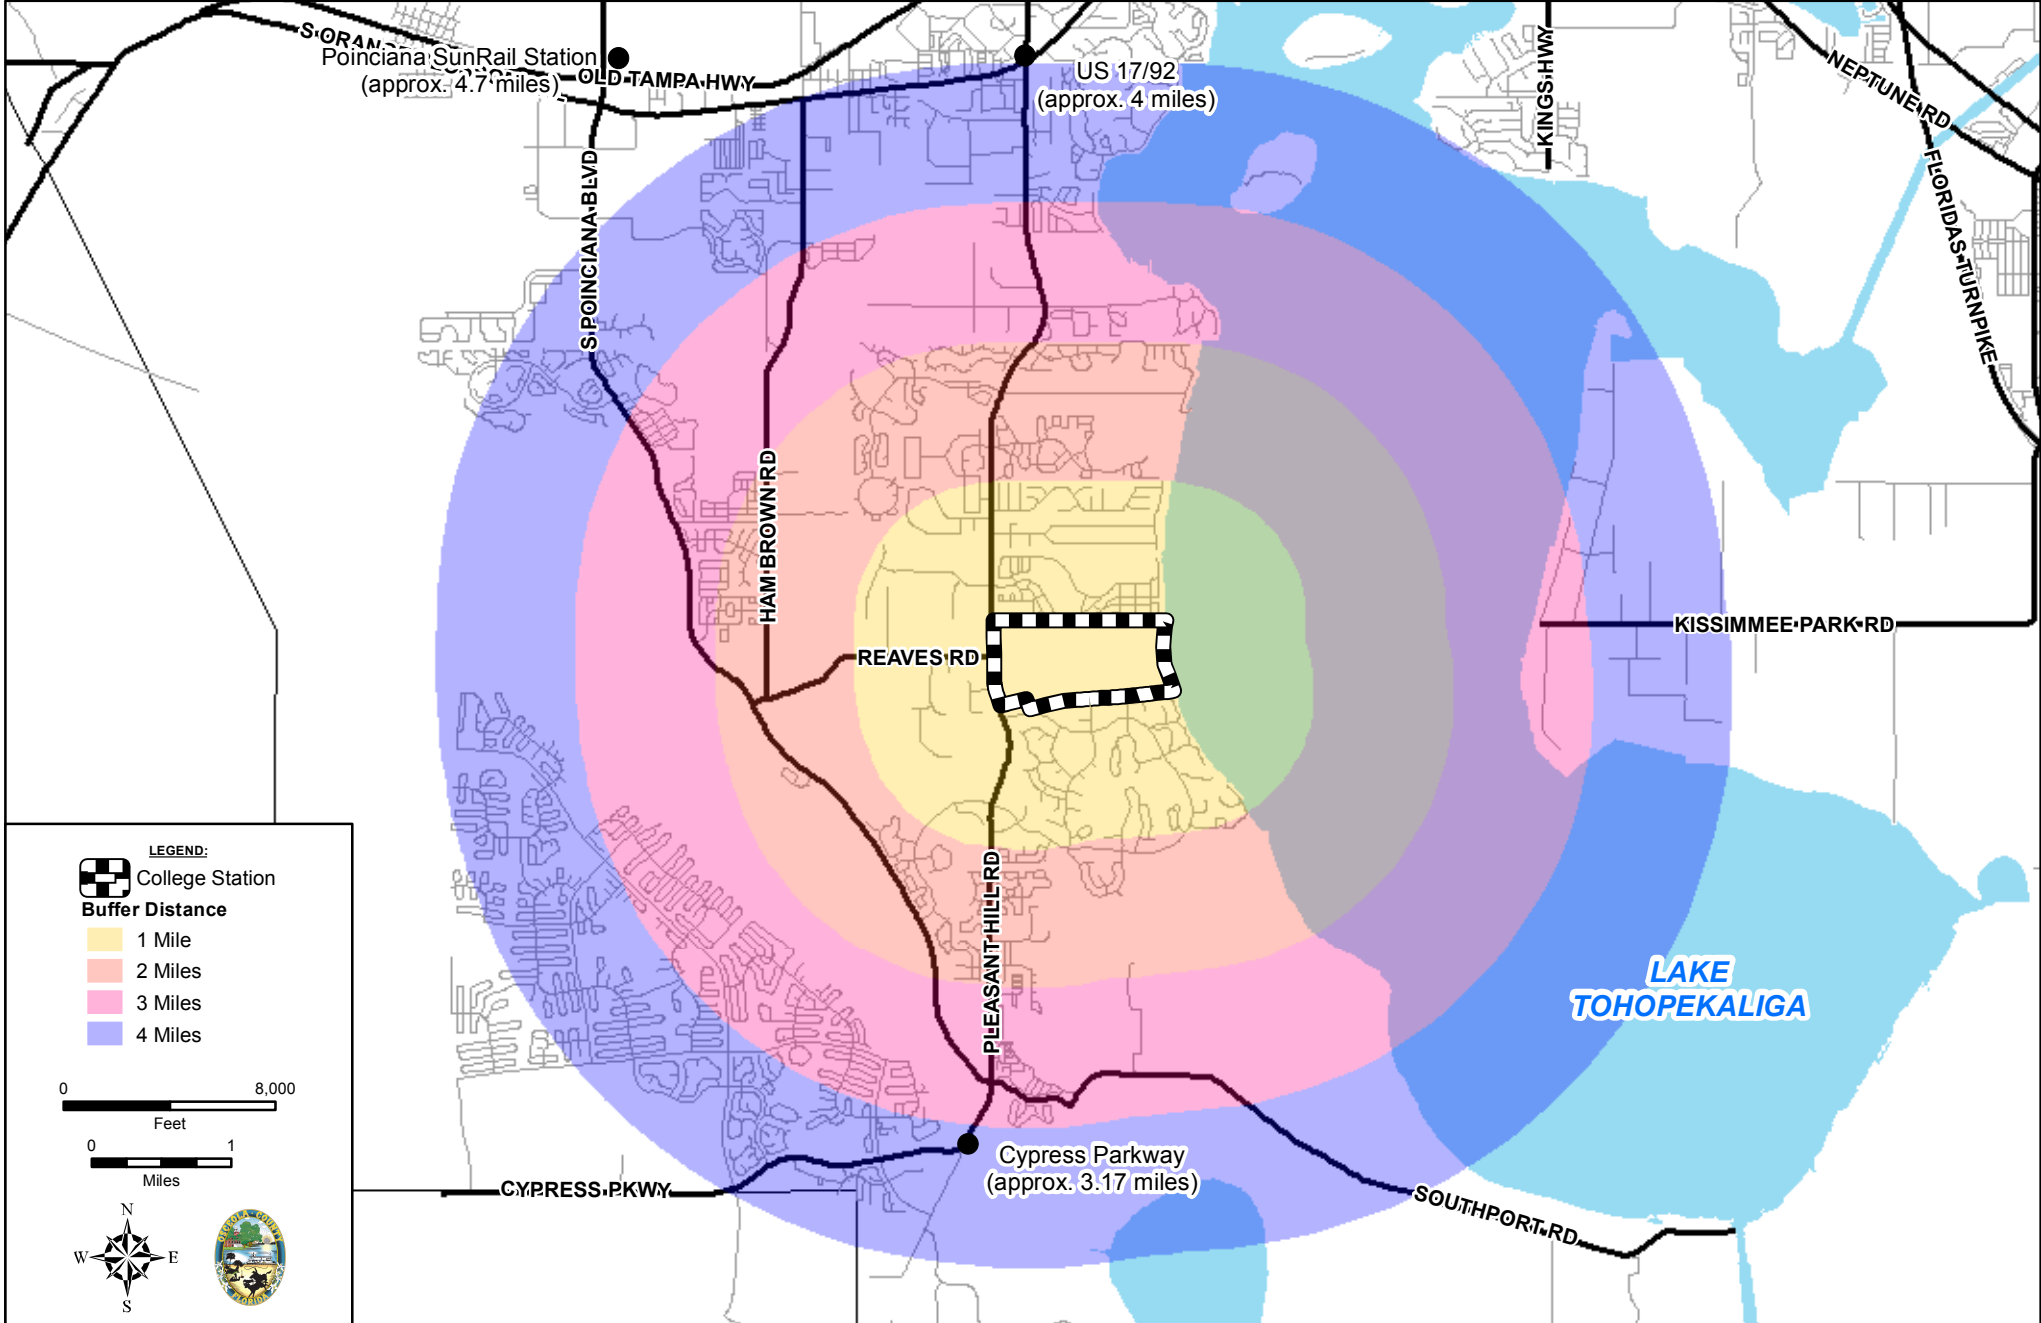 S ORAN
Poinciana SunRail Station
(approx. 4.7 miles)
OLD TAMPA HWY
US 17/92
(approx. 4 miles)
KINGS HWY
NEPTUNE RD
FLORIDAS TURNPIKE
S POINCIANA BLVD
HAM BROWN RD
REAVES RD
KISSIMMEE PARK RD
PLEASANT HILL RD
LAKE
TOHOPEKALIGA
Cypress Parkway
(approx. 3.17 miles)
CYPRESS PKWY
SOUTHPORT RD
LEGEND:
College Station
Buffer Distance
1 Mile
2 Miles
3 Miles
4 Miles
0 8,000
Feet
0 1
Miles
N
W E
S
OSCEOLA COUNTY
FLORIDA